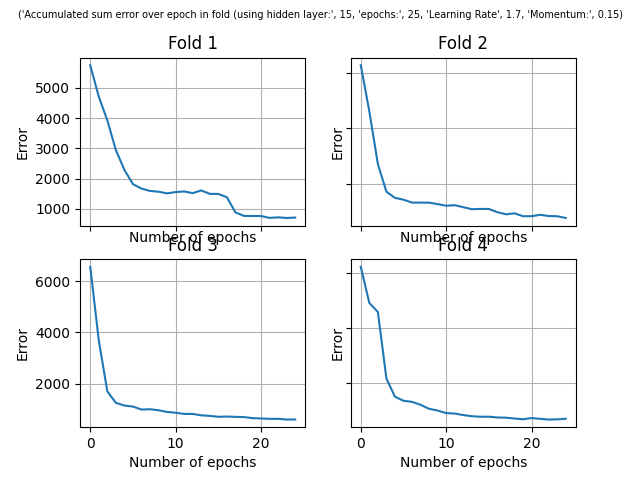 ('Accumulated sum error over epoch in fold (using hidden layer:', 15, 'epochs:', 25, 'Learning Rate', 1.7, 'Momentum:', 0.15)
Fold 1
Fold 2
5000
4000
3000
2000
1000
Error
Error
Number of epochs
Number of epochs
Fold 3
Fold 4
6000
4000
2000
Error
Error
0
10
20
0
10
20
Number of epochs
Number of epochs